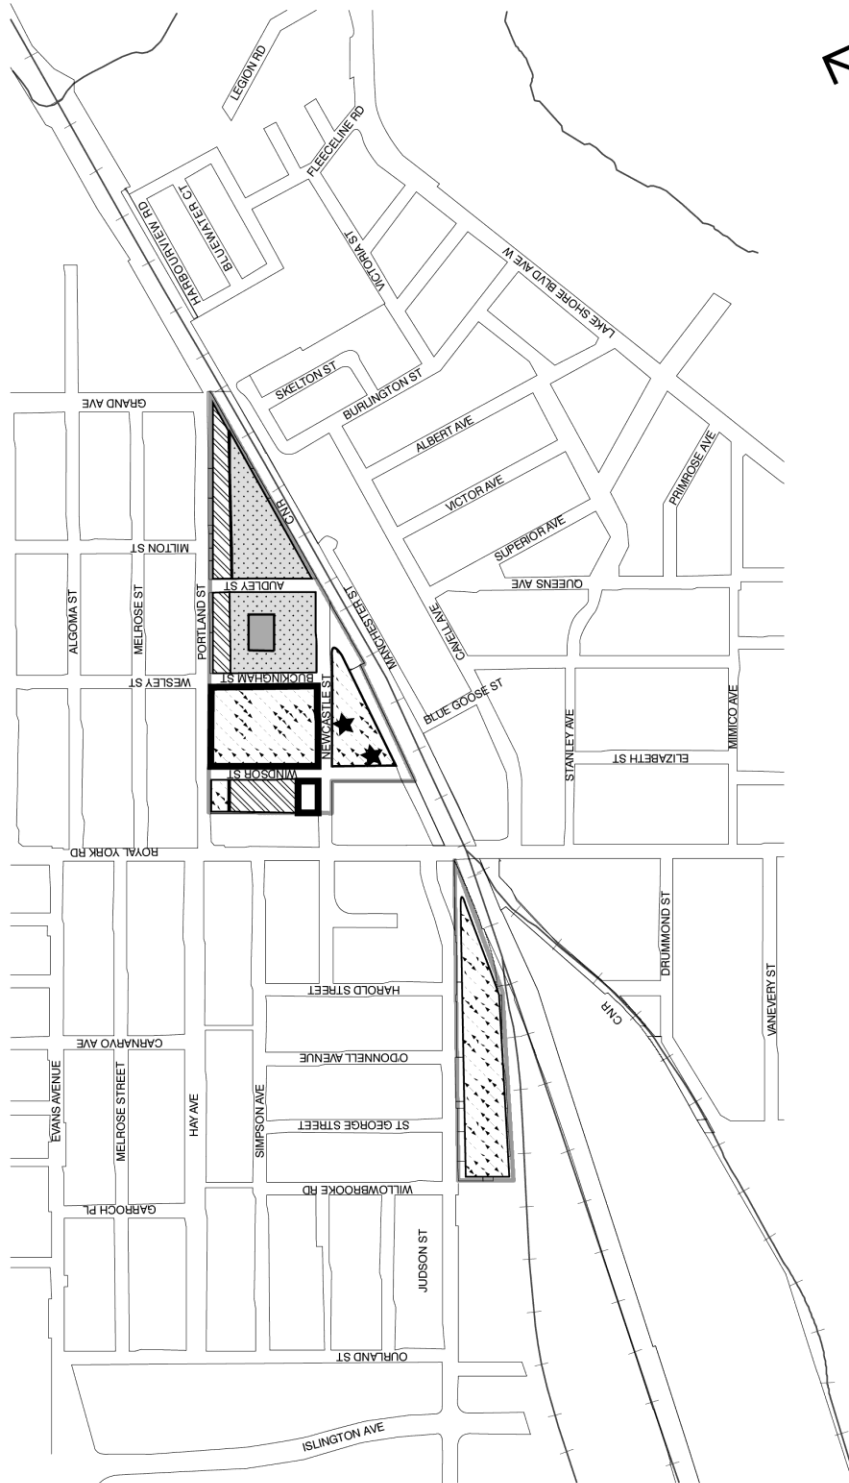 LEGION RD
FLEECELINE RD
HARBOURVIEW RD
BLUEWATER CT
VICTORIA ST
LAKE SHORE BLVD AVE W
SKELTON ST
BURLINGTON ST
GRAND AVE
ALBERT AVE
PRIMROSE AVE
VICTOR AVE
CNR
SUPERIOR AVE
MILTON ST
AUDLEY ST
QUEENS AVE
ALGOMA ST
MELROSE ST
PORTLAND ST
MANCHESTER ST
CAVELL AVE
WESLEY ST
BUCKINGHAM ST
NEWCASTLE ST
BLUE GOOSE ST
STANLEY AVE
MIMICO AVE
ELIZABETH ST
WINDSOR ST
ROYAL YORK RD
DRUMMOND ST
VANEVERY ST
HAROLD STREET
CNR
CARNARVO AVE
O'DONNELL AVENUE
EVANS AVENUE
MELROSE STREET
HAY AVE
SIMPSON AVE
ST GEORGE STREET
WILLOWBROOKE RD
GARROCH PL
JUDSON ST
OURLAND ST
ISLINGTON AVE